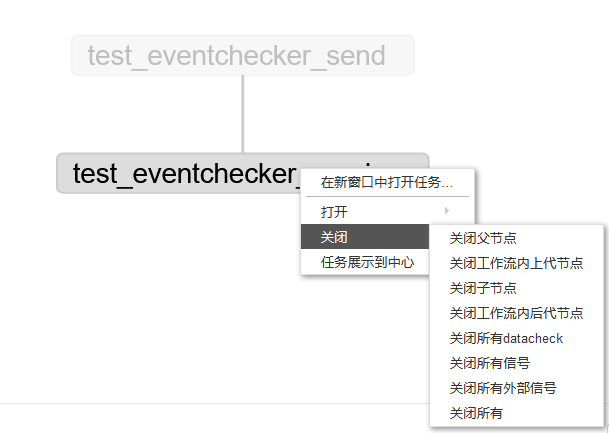 test_eventchecker_send
test_eventchecker_
在新窗口中打开任务...
打开
关闭
任务展示到中心
关闭父节点
关闭工作流内上代节点
关闭子节点
关闭工作流内后代节点
关闭所有datacheck
关闭所有信号
关闭所有外部信号
关闭所有